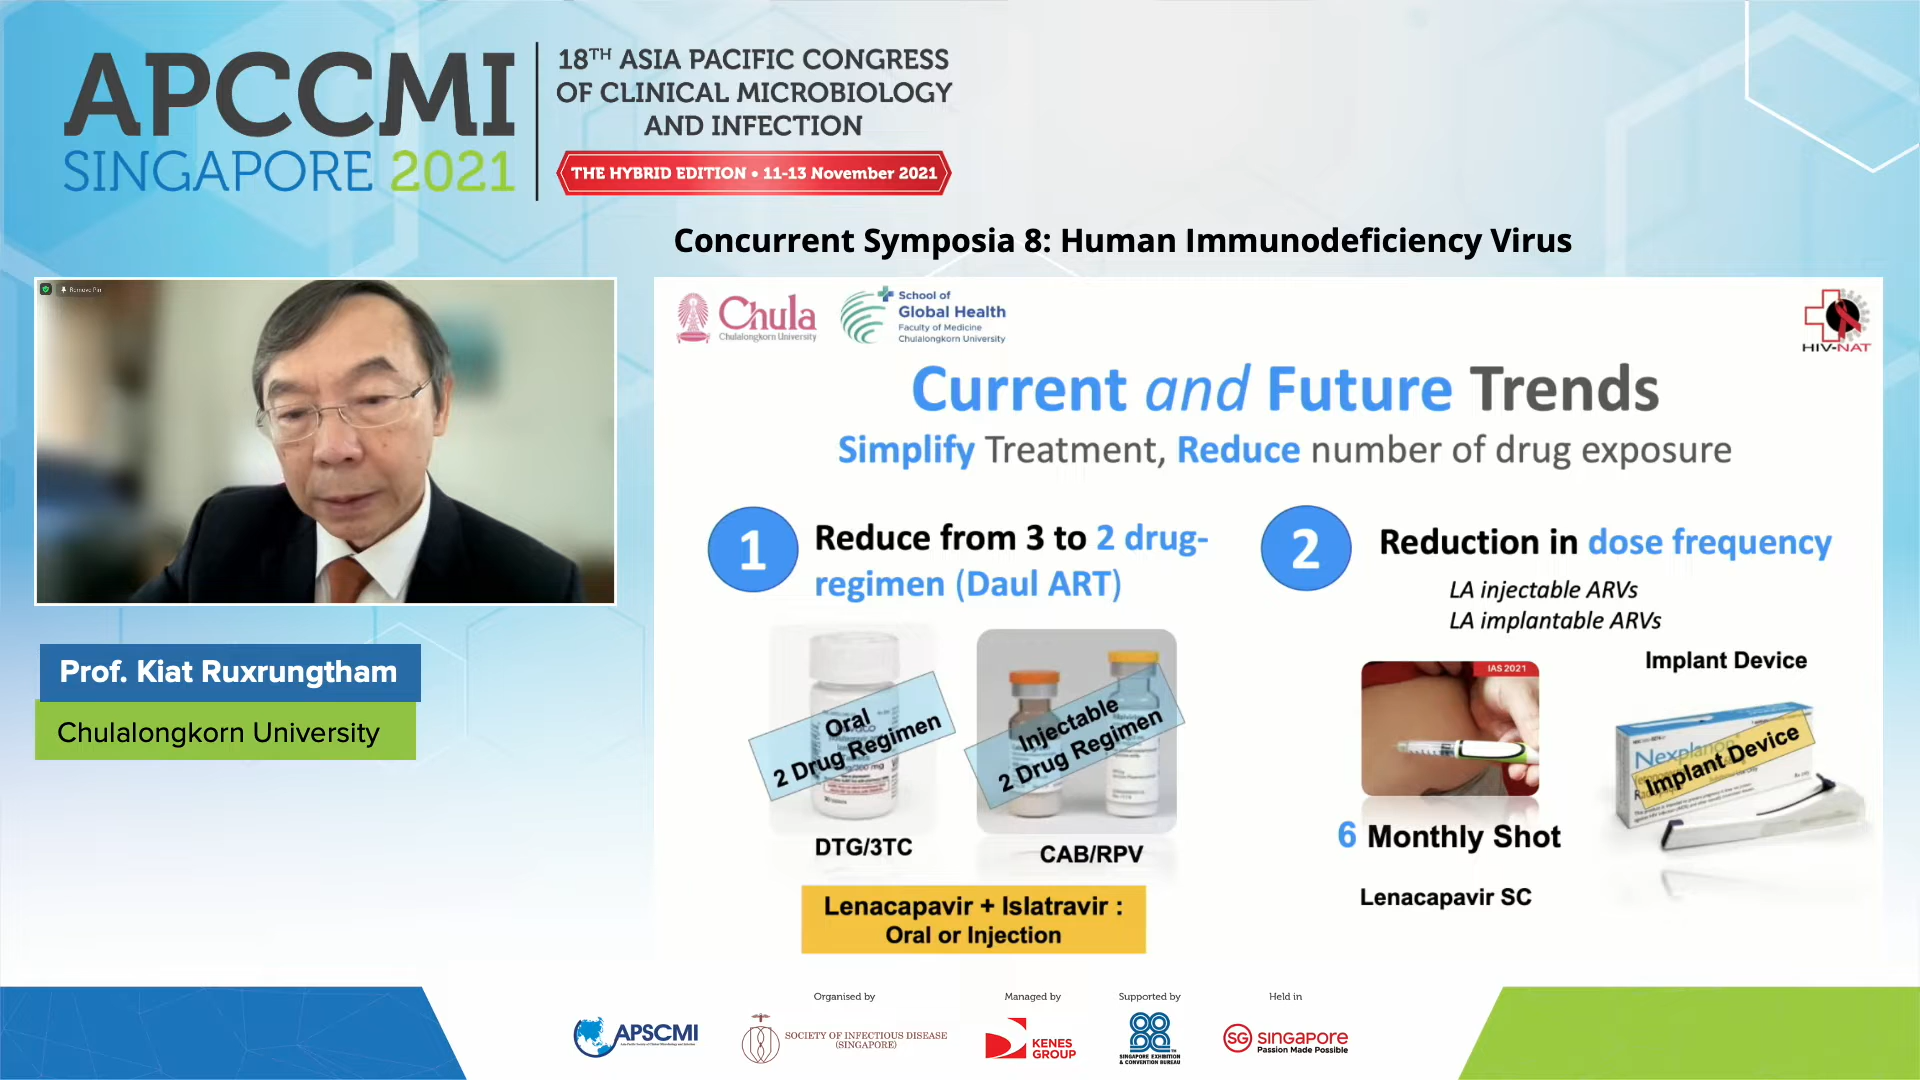 APCCMI
SINGAPORE 2021
18TH ASIA PACIFIC CONGRESS
OF CLINICAL MICROBIOLOGY
AND INFECTION
THE HYBRID EDITION • 11-13 November 2021
Concurrent Symposia 8: Human Immunodeficiency Virus
Remove Pin
Prof. Kiat Ruxrungtham
Chulalongkorn University
Chula
Chulalongkorn University
School of
Global Health
Faculty of Medicine
Chulalongkorn University
HIV-NAT
Current and Future Trends
Simplify Treatment, Reduce number of drug exposure
1
Reduce from 3 to 2 drug-
regimen (Daul ART)
Oral
2 Drug Regimen
DTG/3TC
Injectable
2 Drug Regimen
CAB/RPV
Lenacapavir + Islatravir :
Oral or Injection
2
Reduction in dose frequency
LA injectable ARVs
LA implantable ARVs
IAS 2021
6 Monthly Shot
Lenacapavir SC
Implant Device
Nexplanon
Implant Device
Organised by
APSCMI
SOCIETY OF INFECTIOUS DISEASE
(SINGAPORE)
Managed by
KENES
GROUP
Supported by
SINGAPORE EXHIBITION
& CONVENTION BUREAU
Held in
SG SINGAPORE
Passion Made Possible